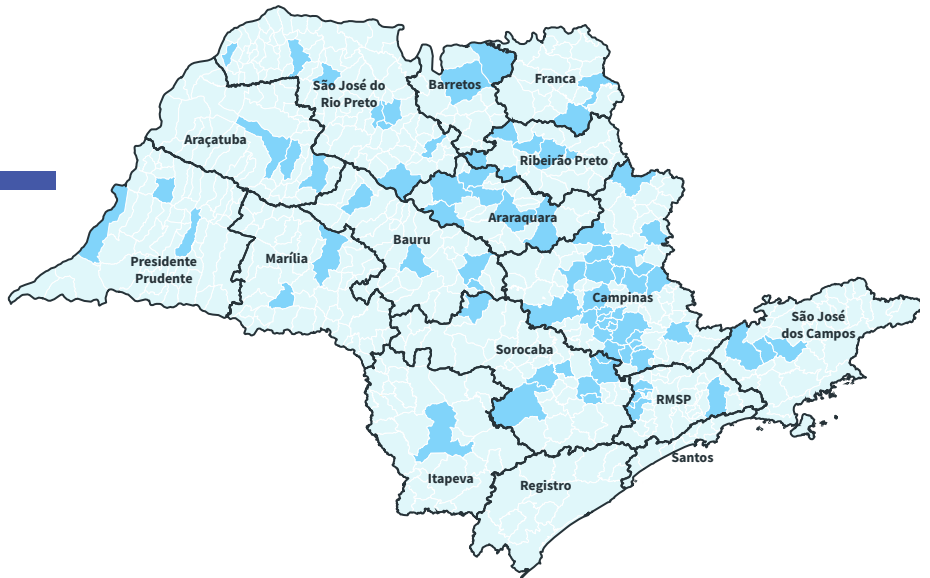 São José do
Rio Preto
Barretos
Franca
Araçatuba
Ribeirão Preto
Araraquara
Bauru
Presidente
Prudente
Marília
Campinas
São José
dos Campos
Sorocaba
RMSP
Santos
Itapeva
Registro